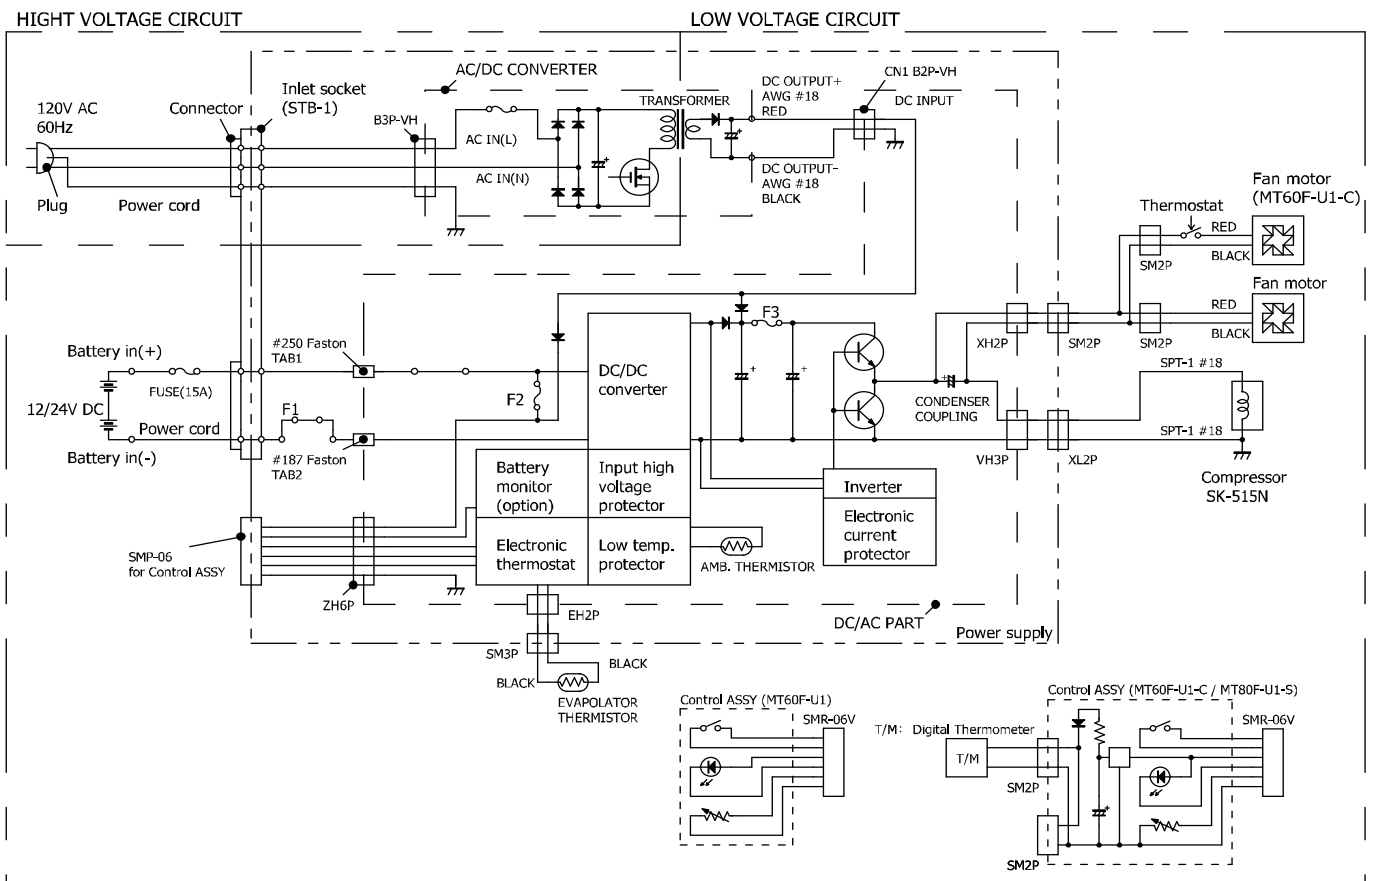 HIGHT VOLTAGE CIRCUIT
LOW VOLTAGE CIRCUIT
120V AC
60Hz
Connector
Inlet socket
(STB-1)
AC/DC CONVERTER
B3P-VH
AC IN(L)
AC IN(N)
TRANSFORMER
DC OUTPUT+
AWG #18
RED
CN1 B2P-VH
DC INPUT
DC OUTPUT-
AWG #18
BLACK
Plug
Power cord
Thermostat
Fan motor
(MT60F-U1-C)
RED
BLACK
SM2P
Fan motor
RED
BLACK
XH2P
SM2P
SM2P
Battery in(+)
#250 Faston
TAB1
FUSE(15A)
12/24V DC
F1
F2
F3
DC/DC
converter
CONDENSER
COUPLING
SPT-1 #18
Power cord
Battery in(-)
#187 Faston
TAB2
SPT-1 #18
VH3P
XL2P
Compressor
SK-515N
Battery
monitor
(option)
Input high
voltage
protector
Inverter
Electronic
current
protector
Electronic
thermostat
Low temp.
protector
AMB. THERMISTOR
SMP-06
for Control ASSY
ZH6P
EH2P
DC/AC PART
Power supply
SM3P
BLACK
BLACK
EVAPOLATOR
THERMISTOR
Control ASSY (MT60F-U1)
SMR-06V
Control ASSY (MT60F-U1-C / MT80F-U1-S)
SMR-06V
T/M: Digital Thermometer
T/M
SM2P
SM2P